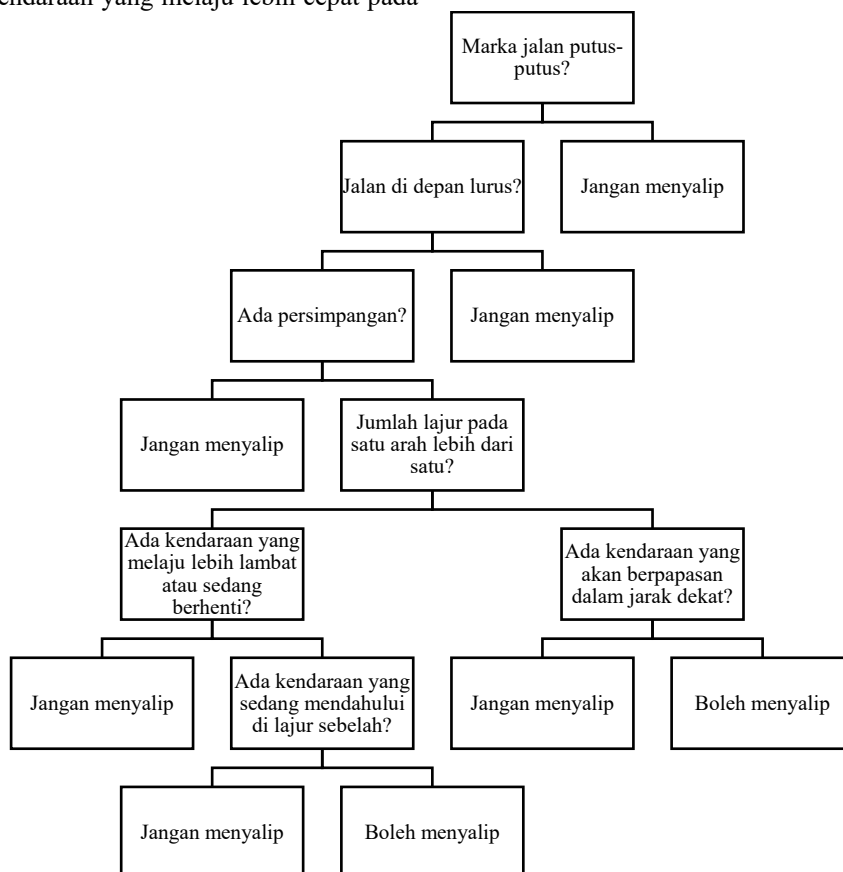 endaraan yang melaju lebih cepat pada
Marka jalan putus-
putus?
Jalan di depan lurus?
Jangan menyalip
Ada persimpangan?
Jangan menyalip
Jangan menyalip
Jumlah lajur pada
satu arah lebih dari
satu?
Ada kendaraan yang
melaju lebih lambat
atau sedang
berhenti?
Ada kendaraan yang
akan berpapasan
dalam jarak dekat?
Jangan menyalip
Ada kendaraan yang
sedang mendahului
di lajur sebelah?
Jangan menyalip
Boleh menyalip
Jangan menyalip
Boleh menyalip